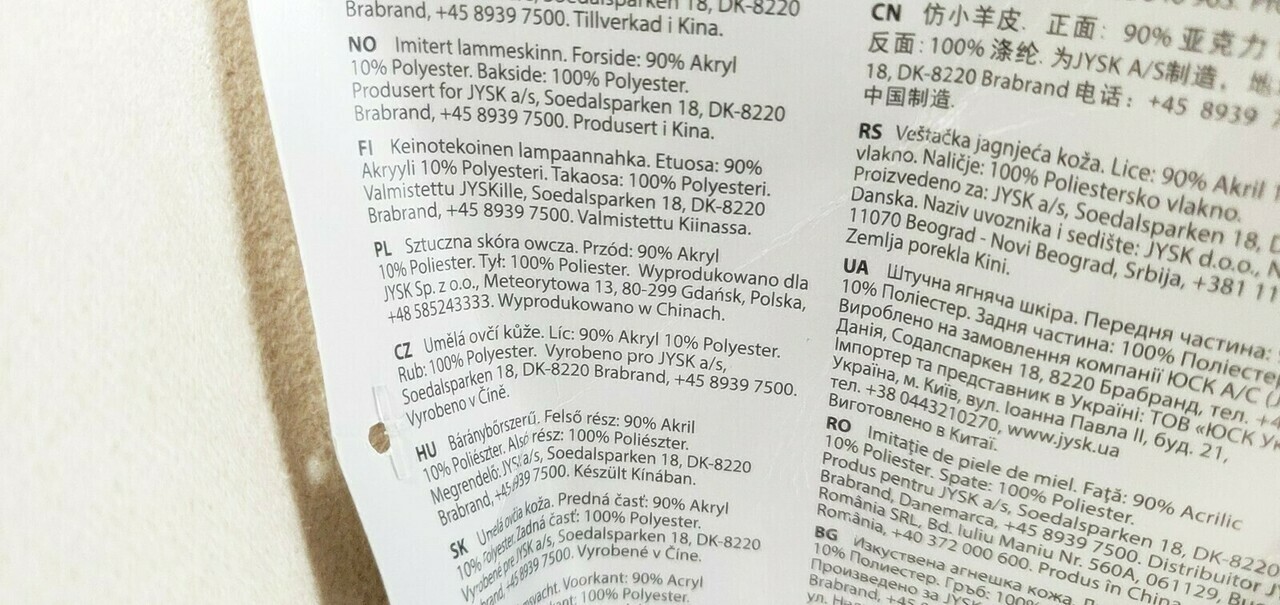 Soedalsparken 18, DK-8220
Brabrand, +45 8939 7500. Tillverkad i Kina.
NO Imitert lammeskinn. Forside: 90% Akryl
10% Polyester. Bakside: 100% Polyester.
Produsert for JYSK a/s, Soedalsparken 18, DK-8220
Brabrand, +45 8939 7500. Produsert i Kina.
FI Keinotekoinen lampaannahka. Etuosa: 90%
Akryyli 10% Polyesteri. Takaosa: 100% Polyesteri.
Valmistettu JYSKille, Soedalsparken 18, DK-8220
Brabrand, +45 8939 7500. Valmistettu Kiinassa.
PL Sztuczna skóra owcza. Przód: 90% Akryl
10% Poliester. Tył: 100% Poliester. Wyprodukowano dla
JYSK Sp. z o.o., Meteorytowa 13, 80-299 Gdańsk, Polska,
+48 585243333. Wyprodukowano w Chinach.
CZ Umělá ovčí kůže. Líc: 90% Akryl 10% Polyester.
Rub: 100% Polyester. Vyrobeno pro JYSK a/s,
Soedalsparken 18, DK-8220 Brabrand, +45 8939 7500.
Vyrobeno v Číně.
HU Báránybőrszerű. Felső rész: 90% Akril
10% Poliészter. Alsó rész: 100% Poliészter.
Megrendelő: JYSK a/s, Soedalsparken 18, DK-8220
Brabrand, +45 8939 7500. Készült Kínában.
SK Umelá ovčia koža. Predná časť: 90% Akryl
10% Polyester. Zadná časť: 100% Polyester.
Vyrobené pre JYSK a/s, Soedalsparken 18, DK-8220
Brabrand, +45 8939 7500. Vyrobené v Číne.
Voorkant: 90% Acryl
100% Polyester.
CN 仿小羊皮. 正面: 90% 亚克力
反面: 100% 涤纶. 为JYSK A/S制造,
18, DK-8220 Brabrand 电话: +45 8939
中国制造.
RS Veštačka jagnjeća koža. Lice: 90% Akril
vlakno. Naličje: 100% Poliestersko vlakno.
Proizvedeno za: JYSK a/s, Soedalsparken 18,
Danska. Naziv uvoznika i sedište: JYSK d.o.o.,
11070 Beograd - Novi Beograd, Srbija, +381 11
Zemlja porekla Kini.
UA Штучна ягняча шкіра. Передня частина:
10% Поліестер. Задня частина: 100% Поліестер
Вироблено на замовлення компанії ЮСК А/С
Данія, Содалспаркен 18, 8220 Брабранд, тел.
Імпортер та представник в Україні: ТОВ «ЮСК
Україна, м. Київ, вул. Іоанна Павла ІІ, буд. 21,
тел. +38 0443210270, www.jysk.ua
Виготовлено в Китаї.
RO Imitaţie de piele de miel. Faţă: 90% Acrilic
10% Poliester. Spate: 100% Poliester.
Produs pentru JYSK a/s, Soedalsparken 18, DK-8220
Brabrand, Danemarca, +45 8939 7500. Distribuitor
România SRL, Bd. Iuliu Maniu Nr. 560A, 061129,
România, +40 372 000 600. Produs în China
BG Изкуствена агнешка кожа.
10% Полиестер. Гръб: 100%
Произведено за JYSK
Brabrand, +45 8939
ул.